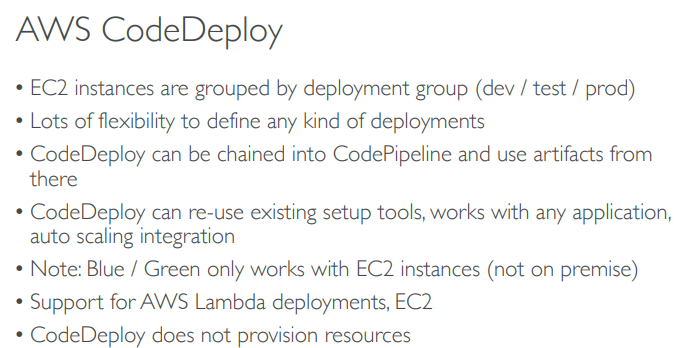 AWS CodeDeploy
• EC2 instances are grouped by deployment group (dev / test / prod)
• Lots of flexibility to define any kind of deployments
• CodeDeploy can be chained into CodePipeline and use artifacts from
there
• CodeDeploy can re-use existing setup tools, works with any application,
auto scaling integration
• Note: Blue / Green only works with EC2 instances (not on premise)
• Support for AWS Lambda deployments, EC2
• CodeDeploy does not provision resources